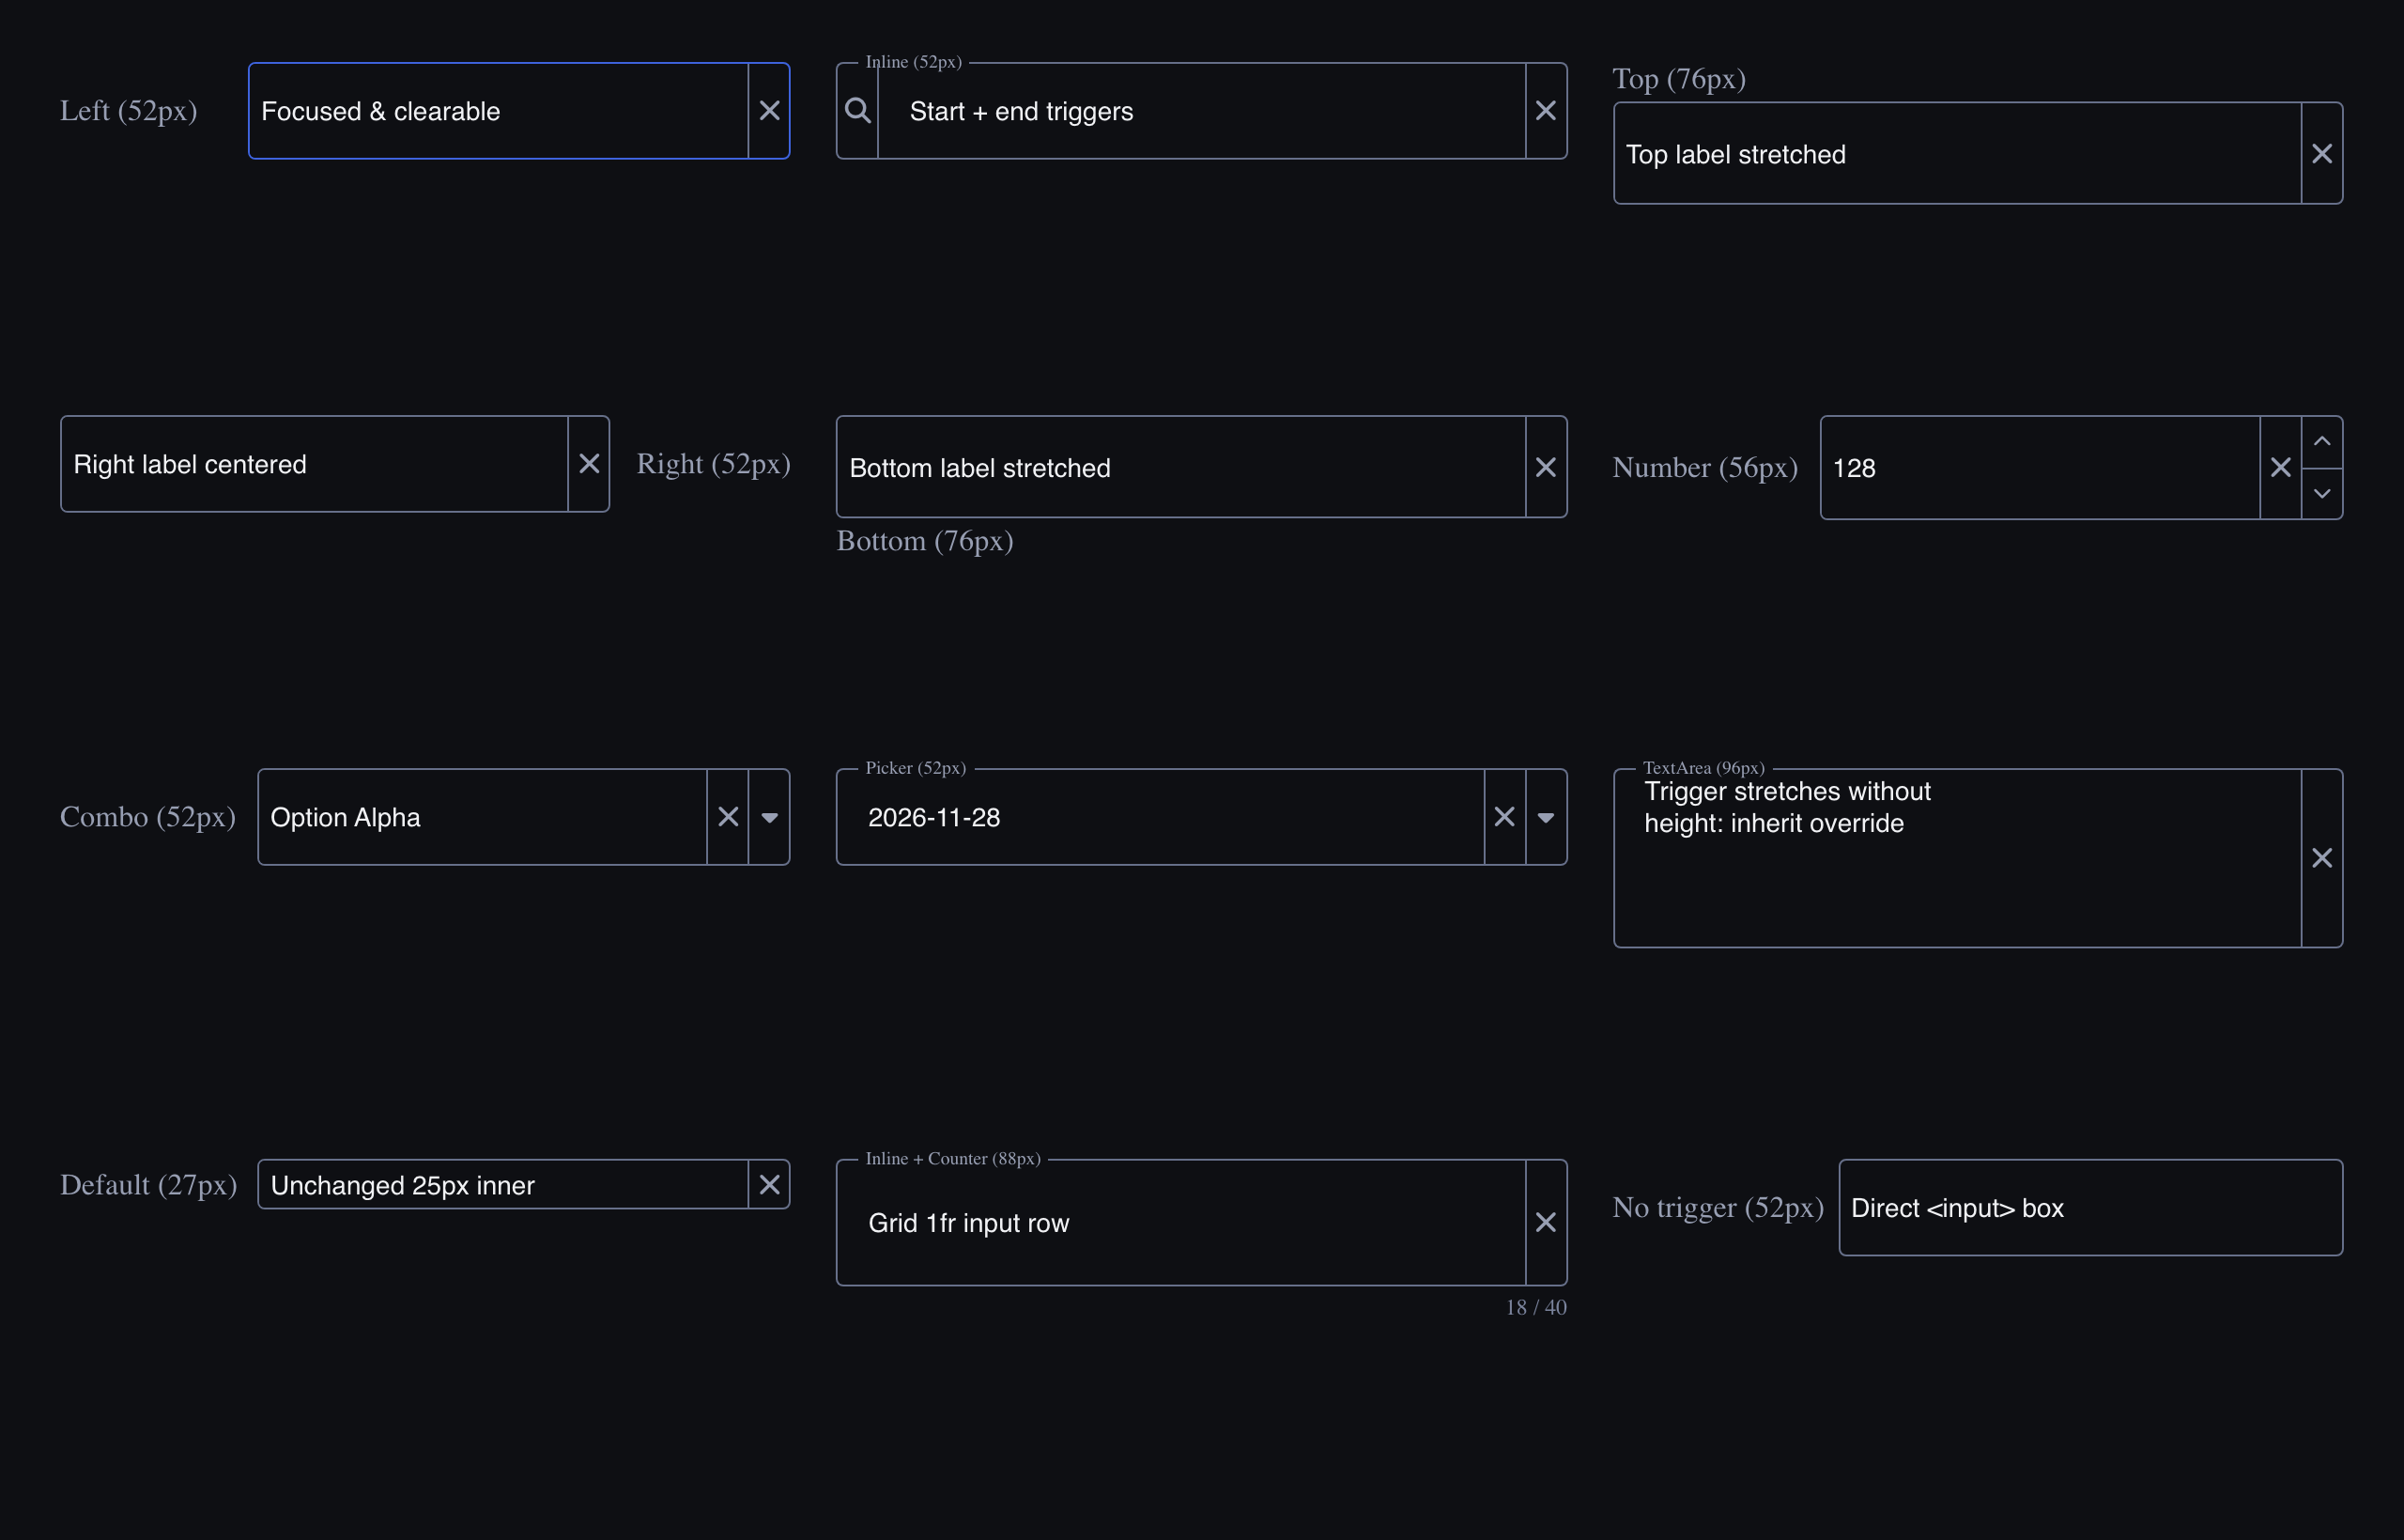 Left (52px)
Focused & clearable
Inline (52px)
Start + end triggers
Top (76px)
Top label stretched
Right label centered
Right (52px)
Bottom label stretched
Bottom (76px)
Number (56px)
128
Combo (52px)
Option Alpha
Picker (52px)
2026-11-28
TextArea (96px)
Trigger stretches without
height: inherit override
Default (27px)
Unchanged 25px inner
Inline + Counter (88px)
Grid 1fr input row
18 / 40
No trigger (52px)
Direct <input> box